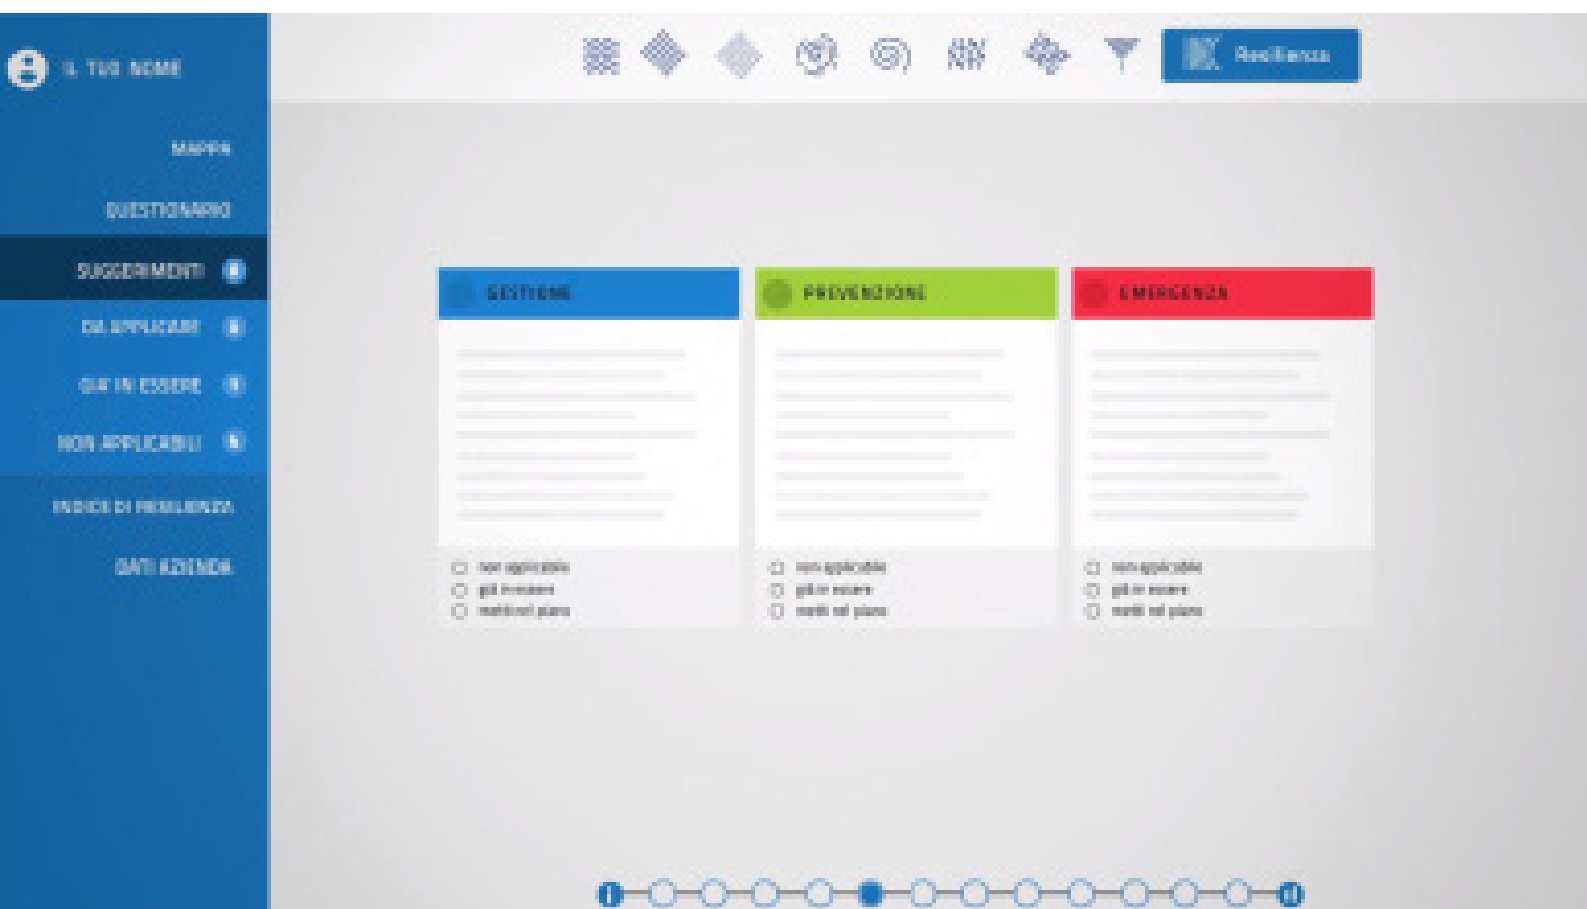 IL TUO NOME
MAPPA
QUESTIONARIO
SUGGERIMENTI
DA APPLICARE
GIA' IN ESSERE
NON APPLICABILI
INDICE DI RESILIENZA
DATI AZIENDA
Resilienza
GESTIONE
non applicabile
già in essere
metti nel piano
PREVENZIONE
non applicabile
già in essere
metti nel piano
EMERGENZA
non applicabile
già in essere
metti nel piano